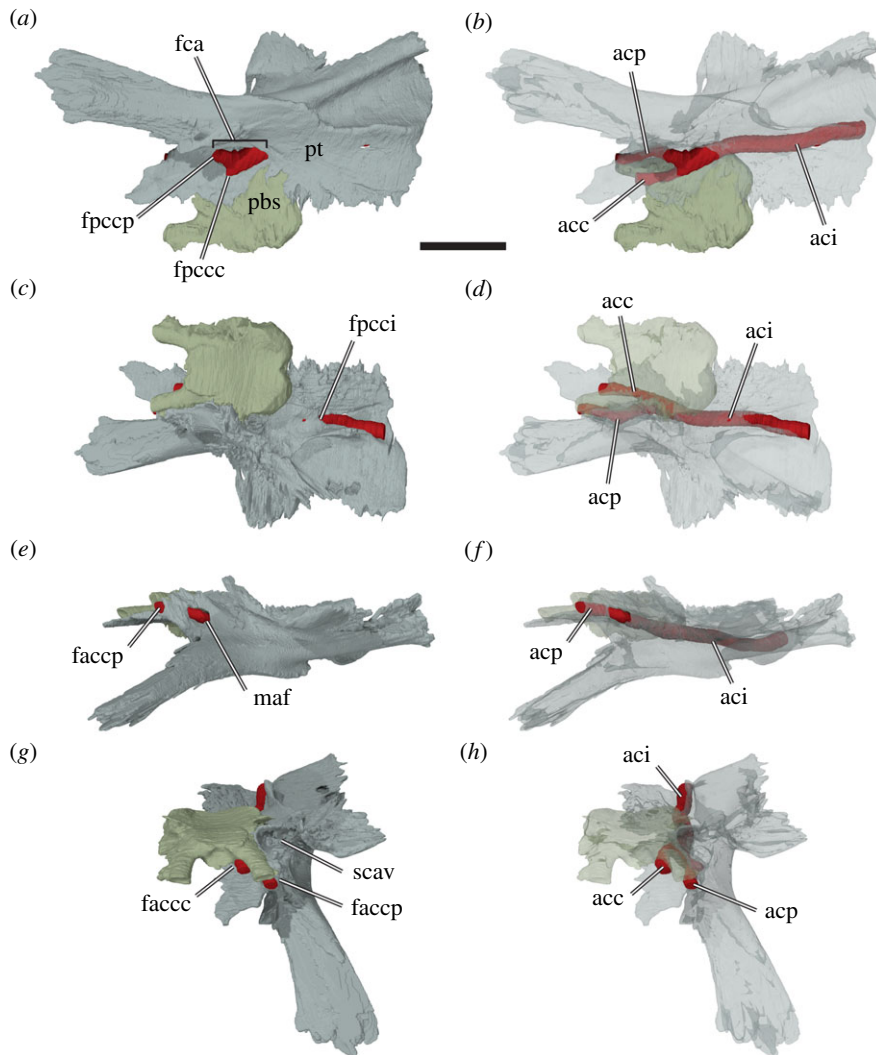 (a)
fca
pt
fpccp
pbs
fpccc
(b)
acp
acc
aci
(c)
fpcci
(d)
acc
aci
acp
(e)
faccp
maf
(f)
acp
aci
(g)
scav
faccc
faccp
(h)
aci
acc
acp